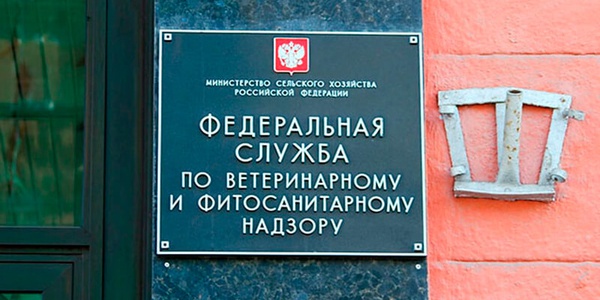 МИНИСТЕРСТВО СЕЛЬСКОГО ХОЗЯЙСТВА
РОССИЙСКОЙ ФЕДЕРАЦИИ
ФЕДЕРАЛЬНАЯ
СЛУЖБА
ПО ВЕТЕРИНАРНОМУ
И ФИТОСАНИТАРНОМУ
НАДЗОРУ